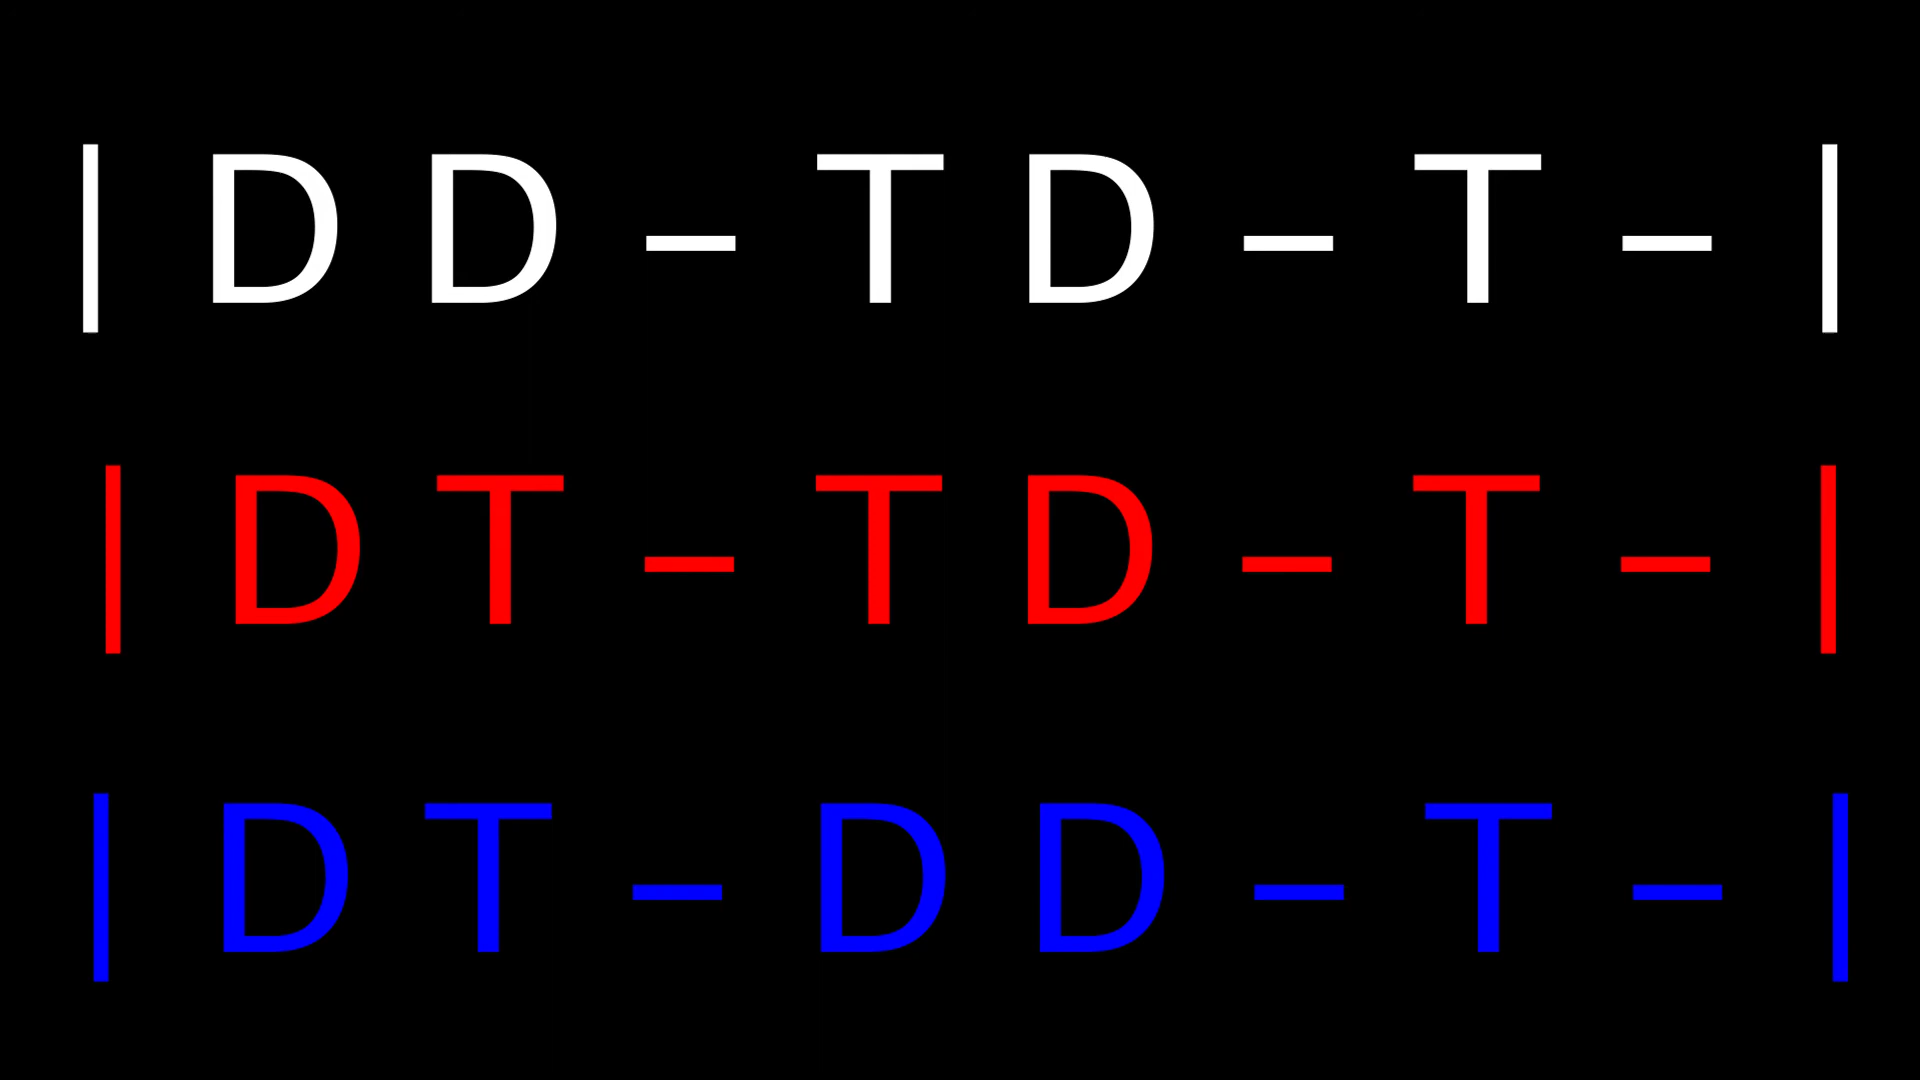 | D D – T D – T – |
| D T – T D – T – |
| D T – D D – T – |